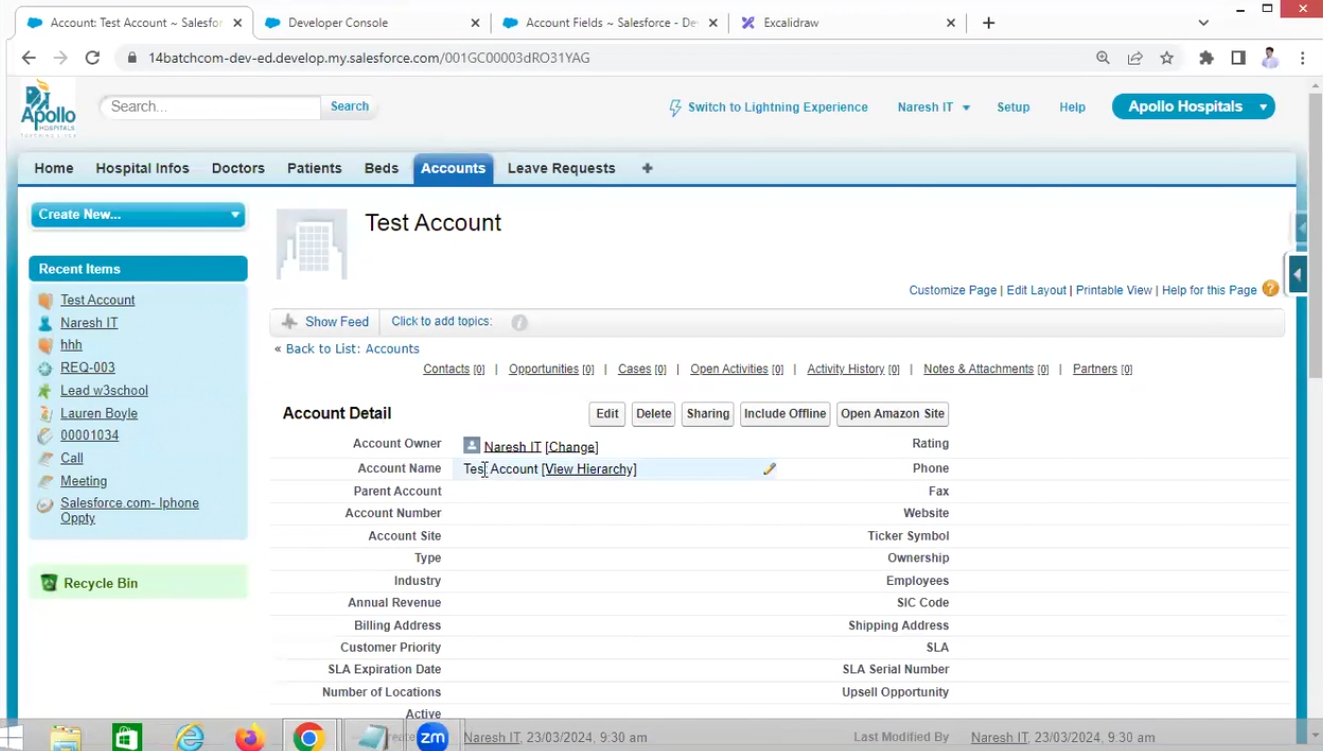 Account: Test Account ~ Salesfor
Developer Console
Account Fields ~ Salesforce - De
Excalidraw
14batchcom-dev-ed.develop.my.salesforce.com/001GC00003dRO31YAG
Apollo
HOSPITALS
Search...
Search
Switch to Lightning Experience
Naresh IT
Setup
Help
Apollo Hospitals
Home
Hospital Infos
Doctors
Patients
Beds
Accounts
Leave Requests
Create New...
Recent Items
Test Account
Naresh IT
hhh
REQ-003
Lead w3school
Lauren Boyle
00001034
Call
Meeting
Salesforce.com- Iphone
Oppty
Recycle Bin
Test Account
Customize Page | Edit Layout | Printable View | Help for this Page
Show Feed
Click to add topics:
« Back to List: Accounts
Contacts [0] | Opportunities [0] | Cases [0] | Open Activities [0] | Activity History [0] | Notes & Attachments [0] | Partners [0]
Account Detail
Edit
Delete
Sharing
Include Offline
Open Amazon Site
Account Owner Naresh IT [Change] Rating
Account Name Test Account [View Hierarchy] Phone
Parent Account Fax
Account Number Website
Account Site Ticker Symbol
Type Ownership
Industry Employees
Annual Revenue SIC Code
Billing Address Shipping Address
Customer Priority SLA
SLA Expiration Date SLA Serial Number
Number of Locations Upsell Opportunity
Active
Naresh IT, 23/03/2024, 9:30 am Last Modified By Naresh IT, 23/03/2024, 9:30 am
zm